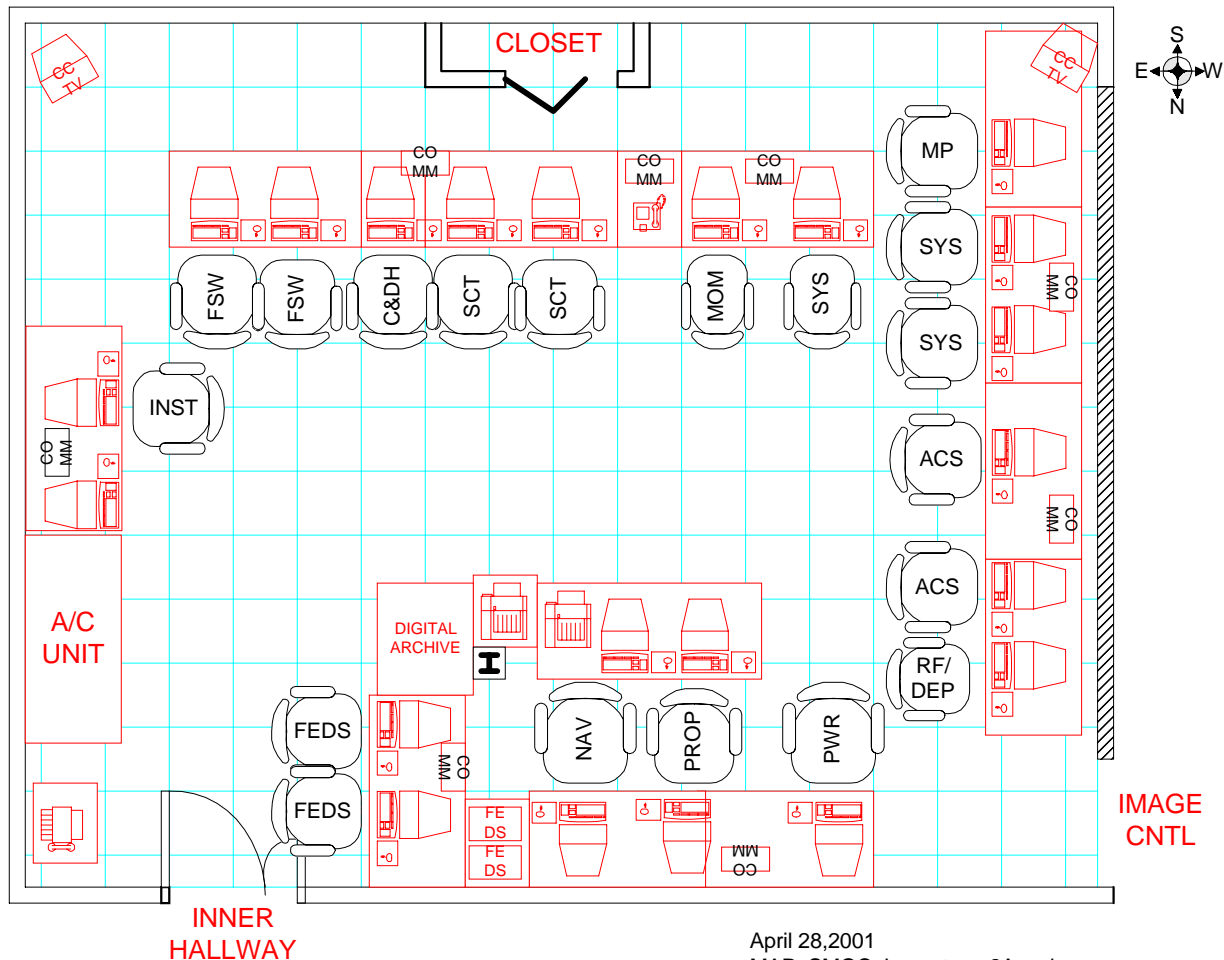 CLOSET
S
E W
N
CC
TV
CC
TV
CO
MM
CO
MM
CO
MM
MP
SYS
SYS
CO
MM
FSW
FSW
C&DH
SCT
SCT
MOM
SYS
INST
CO
MM
ACS
CO
MM
ACS
RF/
DEP
A/C
UNIT
DIGITAL
ARCHIVE
FEDS
FEDS
CO
MM
NAV
PROP
PWR
FE
DS
FE
DS
CO
MM
IMAGE
CNTL
INNER
HALLWAY
April 28,2001